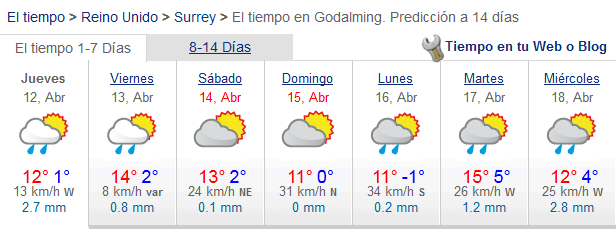 El tiempo > Reino Unido > Surrey > El tiempo en Godalming. Predicción a 14 días
El tiempo 1-7 Días 8-14 Días Tiempo en tu Web o Blog
Jueves Viernes Sábado Domingo Lunes Martes Miércoles
12, Abr 13, Abr 14, Abr 15, Abr 16, Abr 17, Abr 18, Abr
12° 1° 14° 2° 13° 2° 11° 0° 11° -1° 15° 5° 12° 4°
13 km/h W 8 km/h var 24 km/h NE 31 km/h N 34 km/h S 26 km/h W 25 km/h W
2.7 mm 0.8 mm 0.1 mm 0 mm 0.2 mm 1.2 mm 2.8 mm